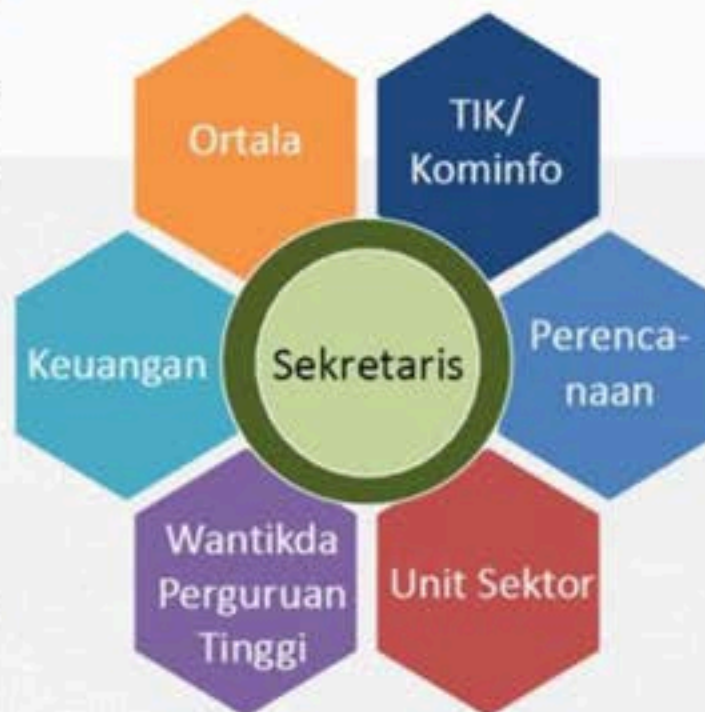 Ortala
TIK/
Kominfo
Keuangan
Sekretaris
Perenca-
naan
Wantikda
Perguruan
Tinggi
Unit Sektor